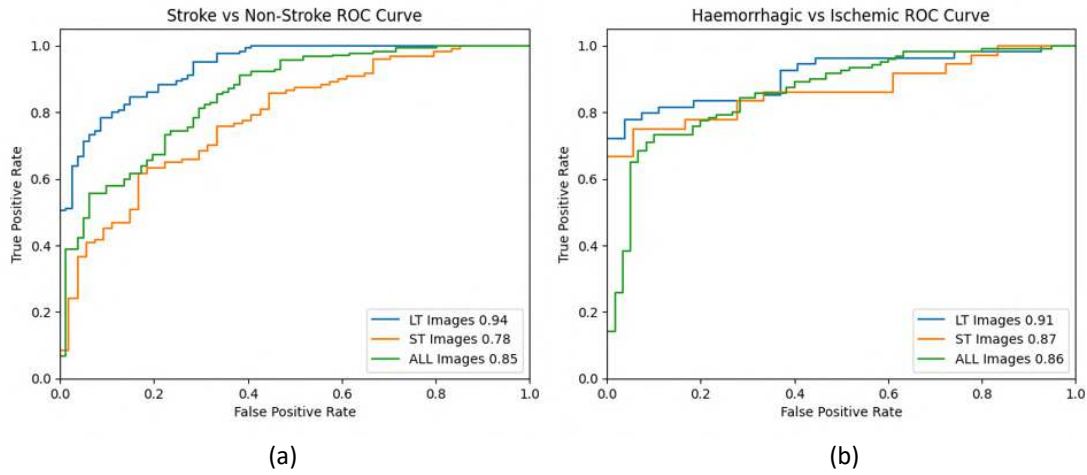 Stroke vs Non-Stroke ROC Curve
1.0
0.8
0.6
0.4
0.2
0.0
True Positive Rate
LT Images 0.94
ST Images 0.78
ALL Images 0.85
0.0 0.2 0.4 0.6 0.8 1.0
False Positive Rate
(a)
Haemorrhagic vs Ischemic ROC Curve
1.0
0.8
0.6
0.4
0.2
0.0
True Positive Rate
LT Images 0.91
ST Images 0.87
ALL Images 0.86
0.0 0.2 0.4 0.6 0.8 1.0
False Positive Rate
(b)